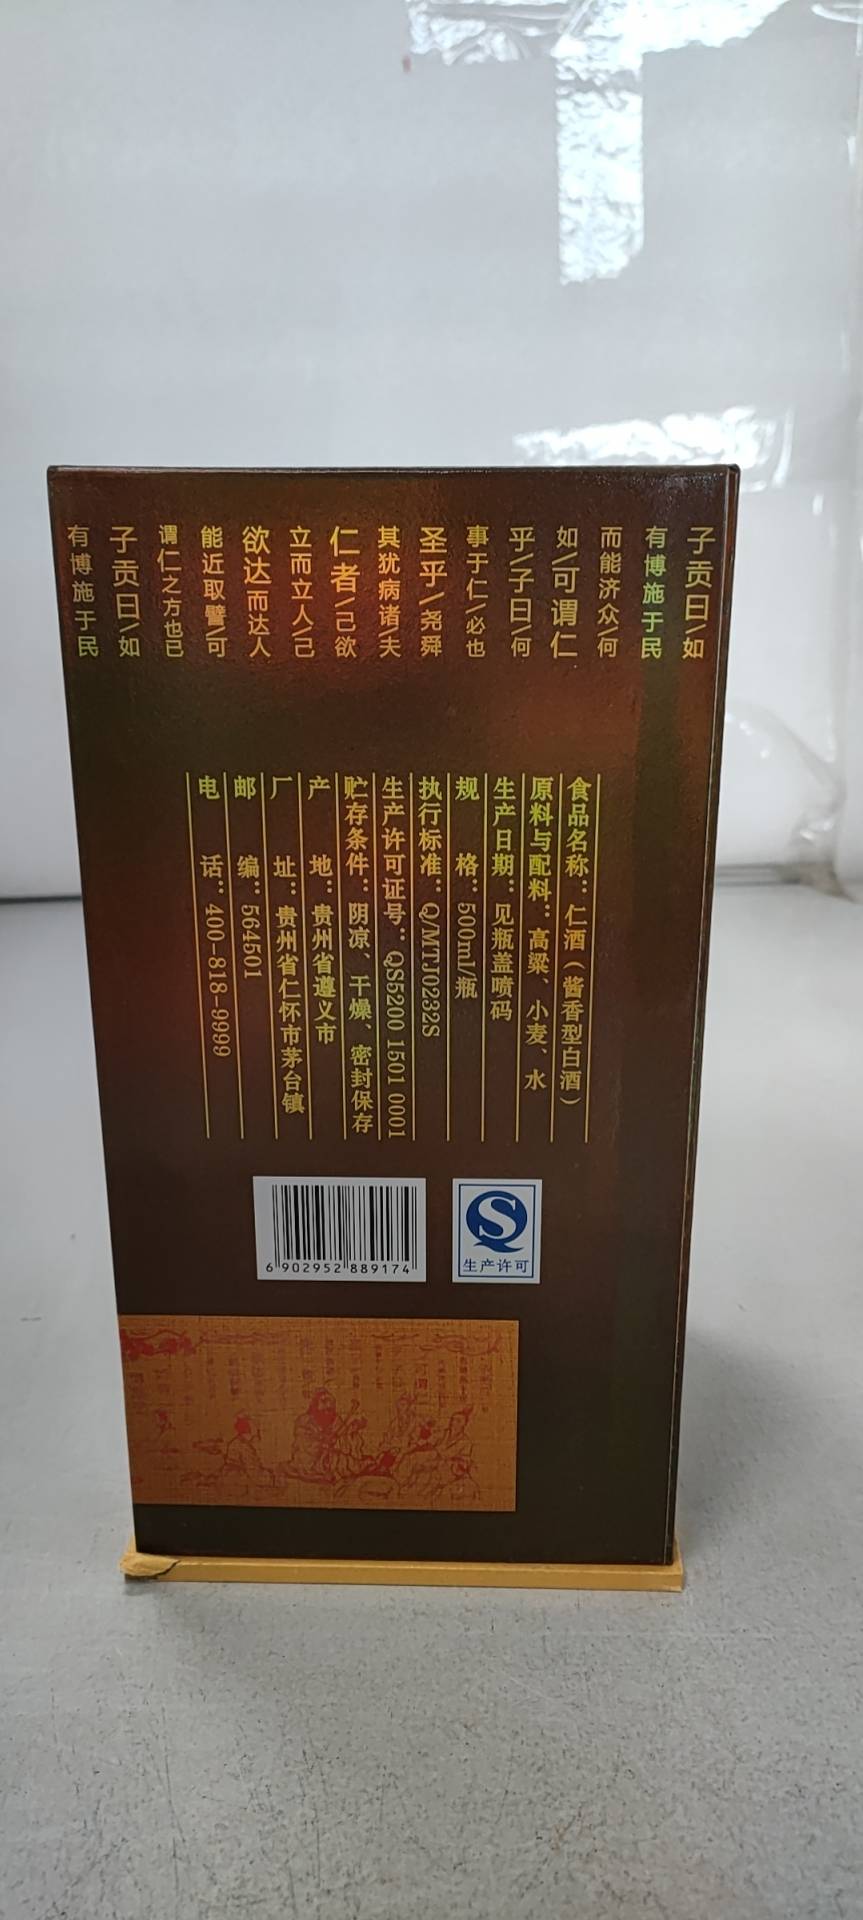 子贡曰\如
有博施于民
而能济众\何
如\可谓仁
乎\子曰\何
事于仁\必也
圣乎\尧舜
其犹病诸\夫
仁者\己欲
立而立人\己
欲达而达人
能近取譬\可
谓仁之方也已
子贡曰\如
有博施于民
食品名称：仁酒（酱香型白酒）
原料与配料：高粱、小麦、水
生产日期：见瓶盖喷码
规格：500ml/瓶
执行标准：Q/MTJ0232S
生产许可证号：QS5200 1501 0001
贮存条件：阴凉、干燥、密封保存
产地：贵州省遵义市
厂址：贵州省仁怀市茅台镇
邮编：564501
电话：400-818-9999
6 902952 889174
生产许可